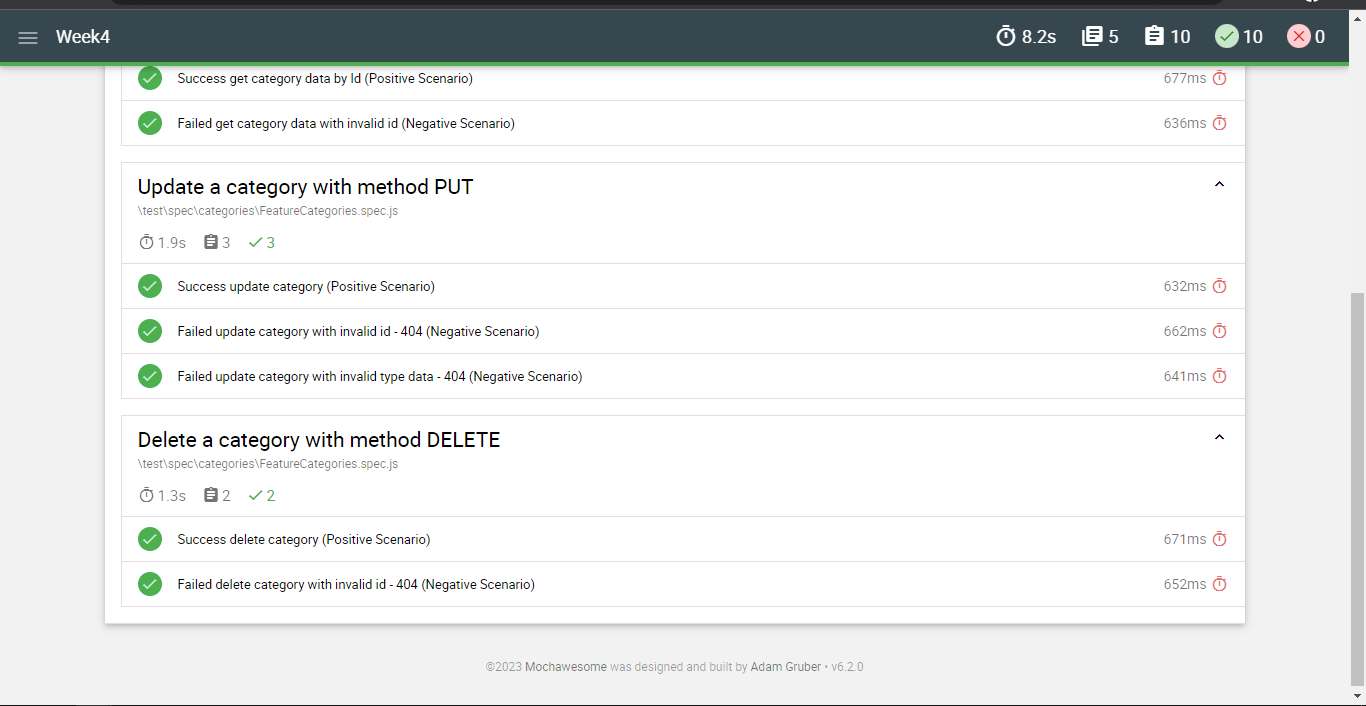 Week4 8.2s 5 10 10 0
Success get category data by Id (Positive Scenario) 677ms
Failed get category data with invalid id (Negative Scenario) 636ms
Update a category with method PUT
\test\spec\categories\FeatureCategories.spec.js
1.9s 3 3
Success update category (Positive Scenario) 632ms
Failed update category with invalid id - 404 (Negative Scenario) 662ms
Failed update category with invalid type data - 404 (Negative Scenario) 641ms
Delete a category with method DELETE
\test\spec\categories\FeatureCategories.spec.js
1.3s 2 2
Success delete category (Positive Scenario) 671ms
Failed delete category with invalid id - 404 (Negative Scenario) 652ms
©2023 Mochawesome was designed and built by Adam Gruber • v6.2.0